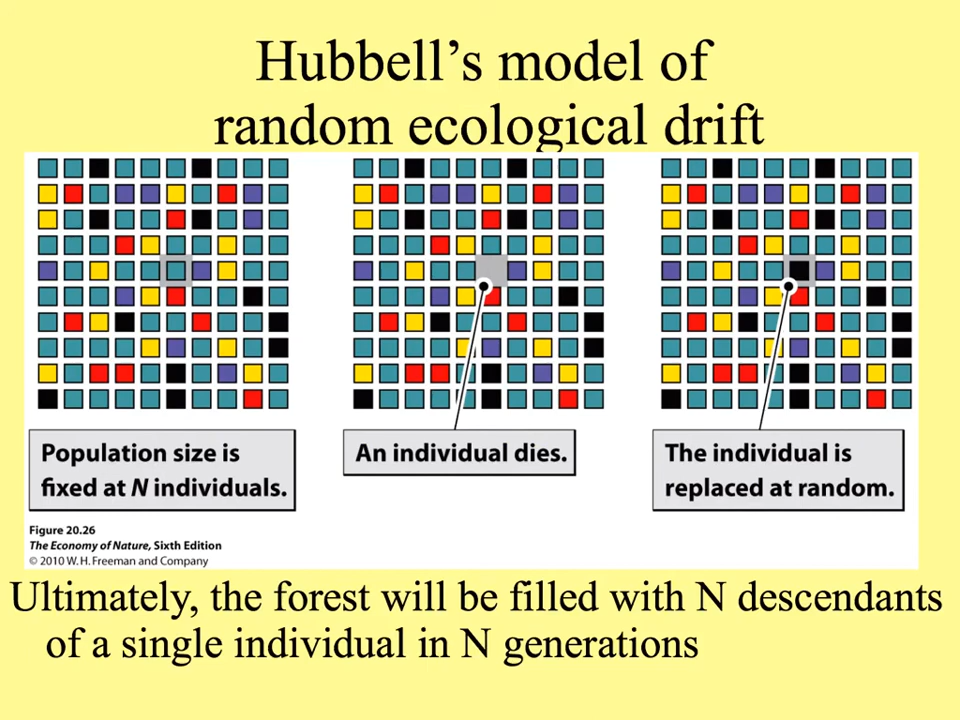 Hubbell’s model of
random ecological drift
Population size is
fixed at N individuals.
An individual dies.
The individual is
replaced at random.
Figure 20.26
The Economy of Nature, Sixth Edition
© 2010 W. H. Freeman and Company
Ultimately, the forest will be filled with N descendants
of a single individual in N generations